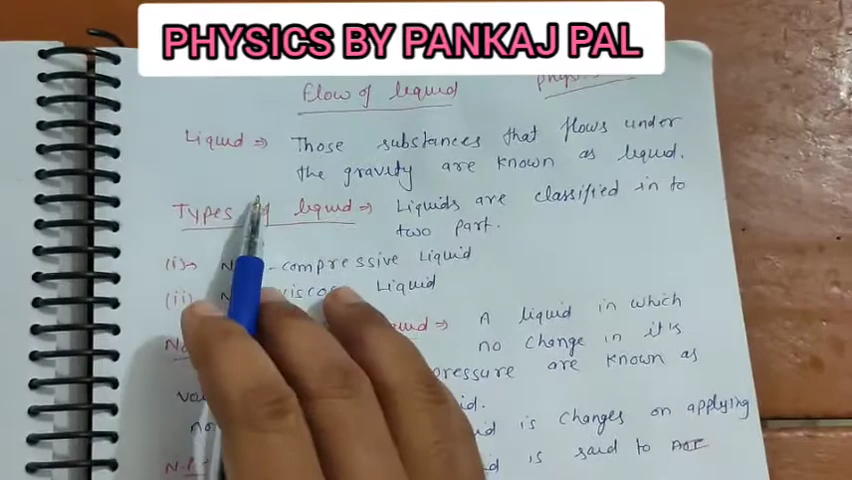 PHYSICS BY PANKAJ PAL
Flow of liquid
Liquid ⇒ Those substances that flows under
the gravity are known as liquid.
Types of liquid ⇒ Liquids are classified in to
two part.
(i)→ compressive Liquid
(ii) viscous Liquid
⇒ A liquid in which
no change in it's
pressure are known as
is changes on applying
is said to
N.P